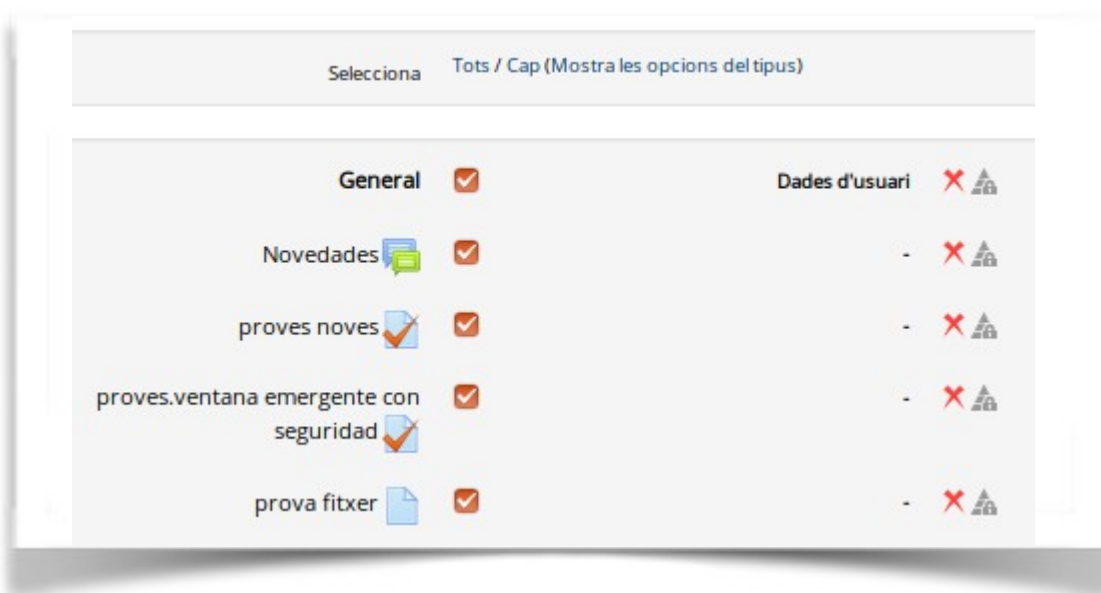 Selecciona Tots / Cap (Mostra les opcions del tipus)
General Dades d'usuari
Novedades -
proves noves -
proves.ventana emergente con -
seguridad
prova fitxer -